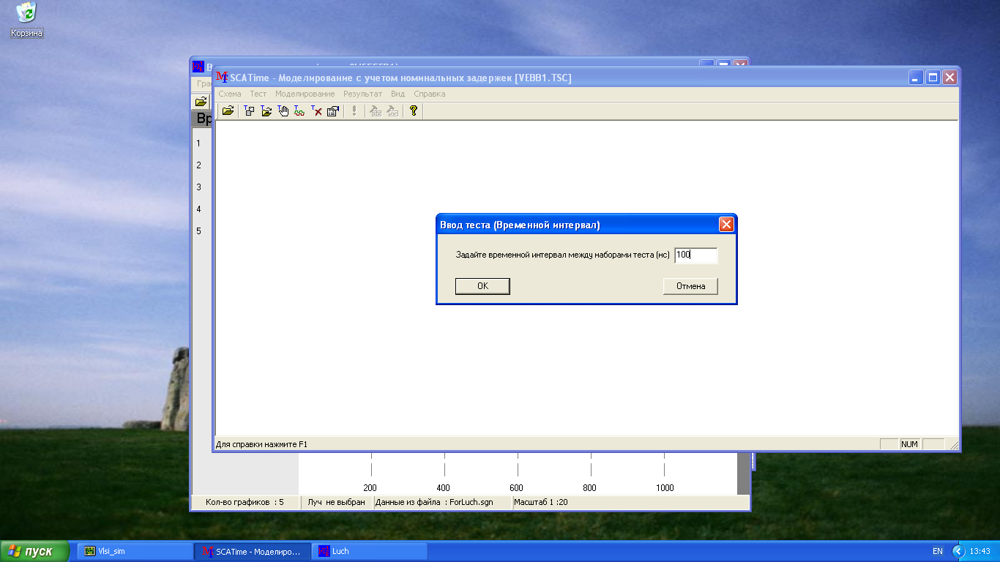 Корзина
SCATime - Моделирование с учетом номинальных задержек [VEBB1.TSC]
Схема Тест Моделирование Результат Вид Справка
Вр
1
2
3
4
5
Ввод теста (Временной интервал)
Задайте временной интервал между наборами теста (нс) 100
OK Отмена
Для справки нажмите F1 NUM
200 400 600 800 1000
Кол-во графиков : 5 Луч не выбран Данные из файла : ForLuch.sgn Масштаб 1 :20
пуск Vlsi_sim SCATime - Моделиро... Luch EN 13:43